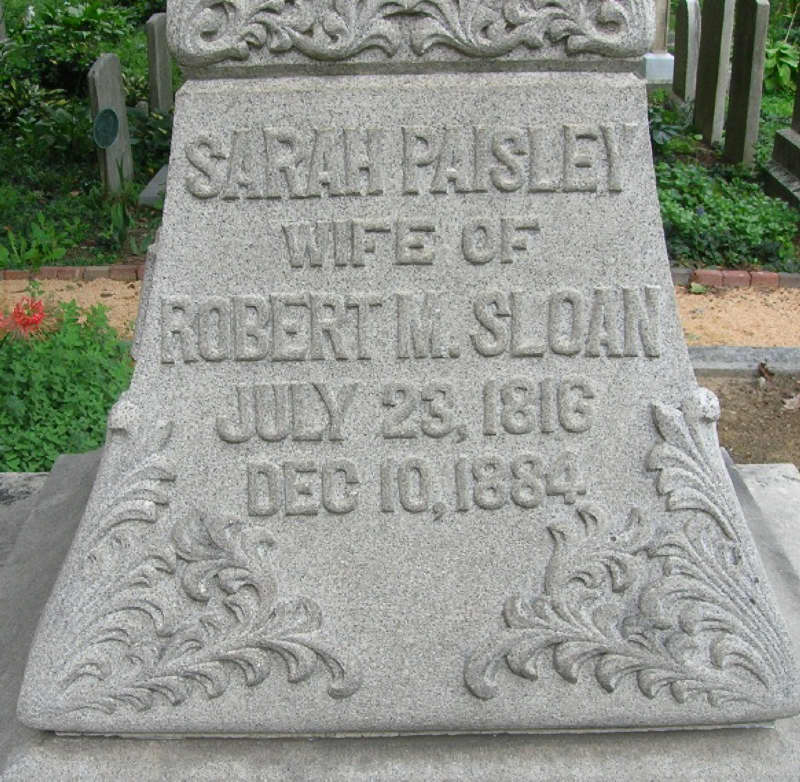 SARAH PAISLEY
WIFE OF
ROBERT M. SLOAN
JULY 23, 1816
DEC 10, 1884